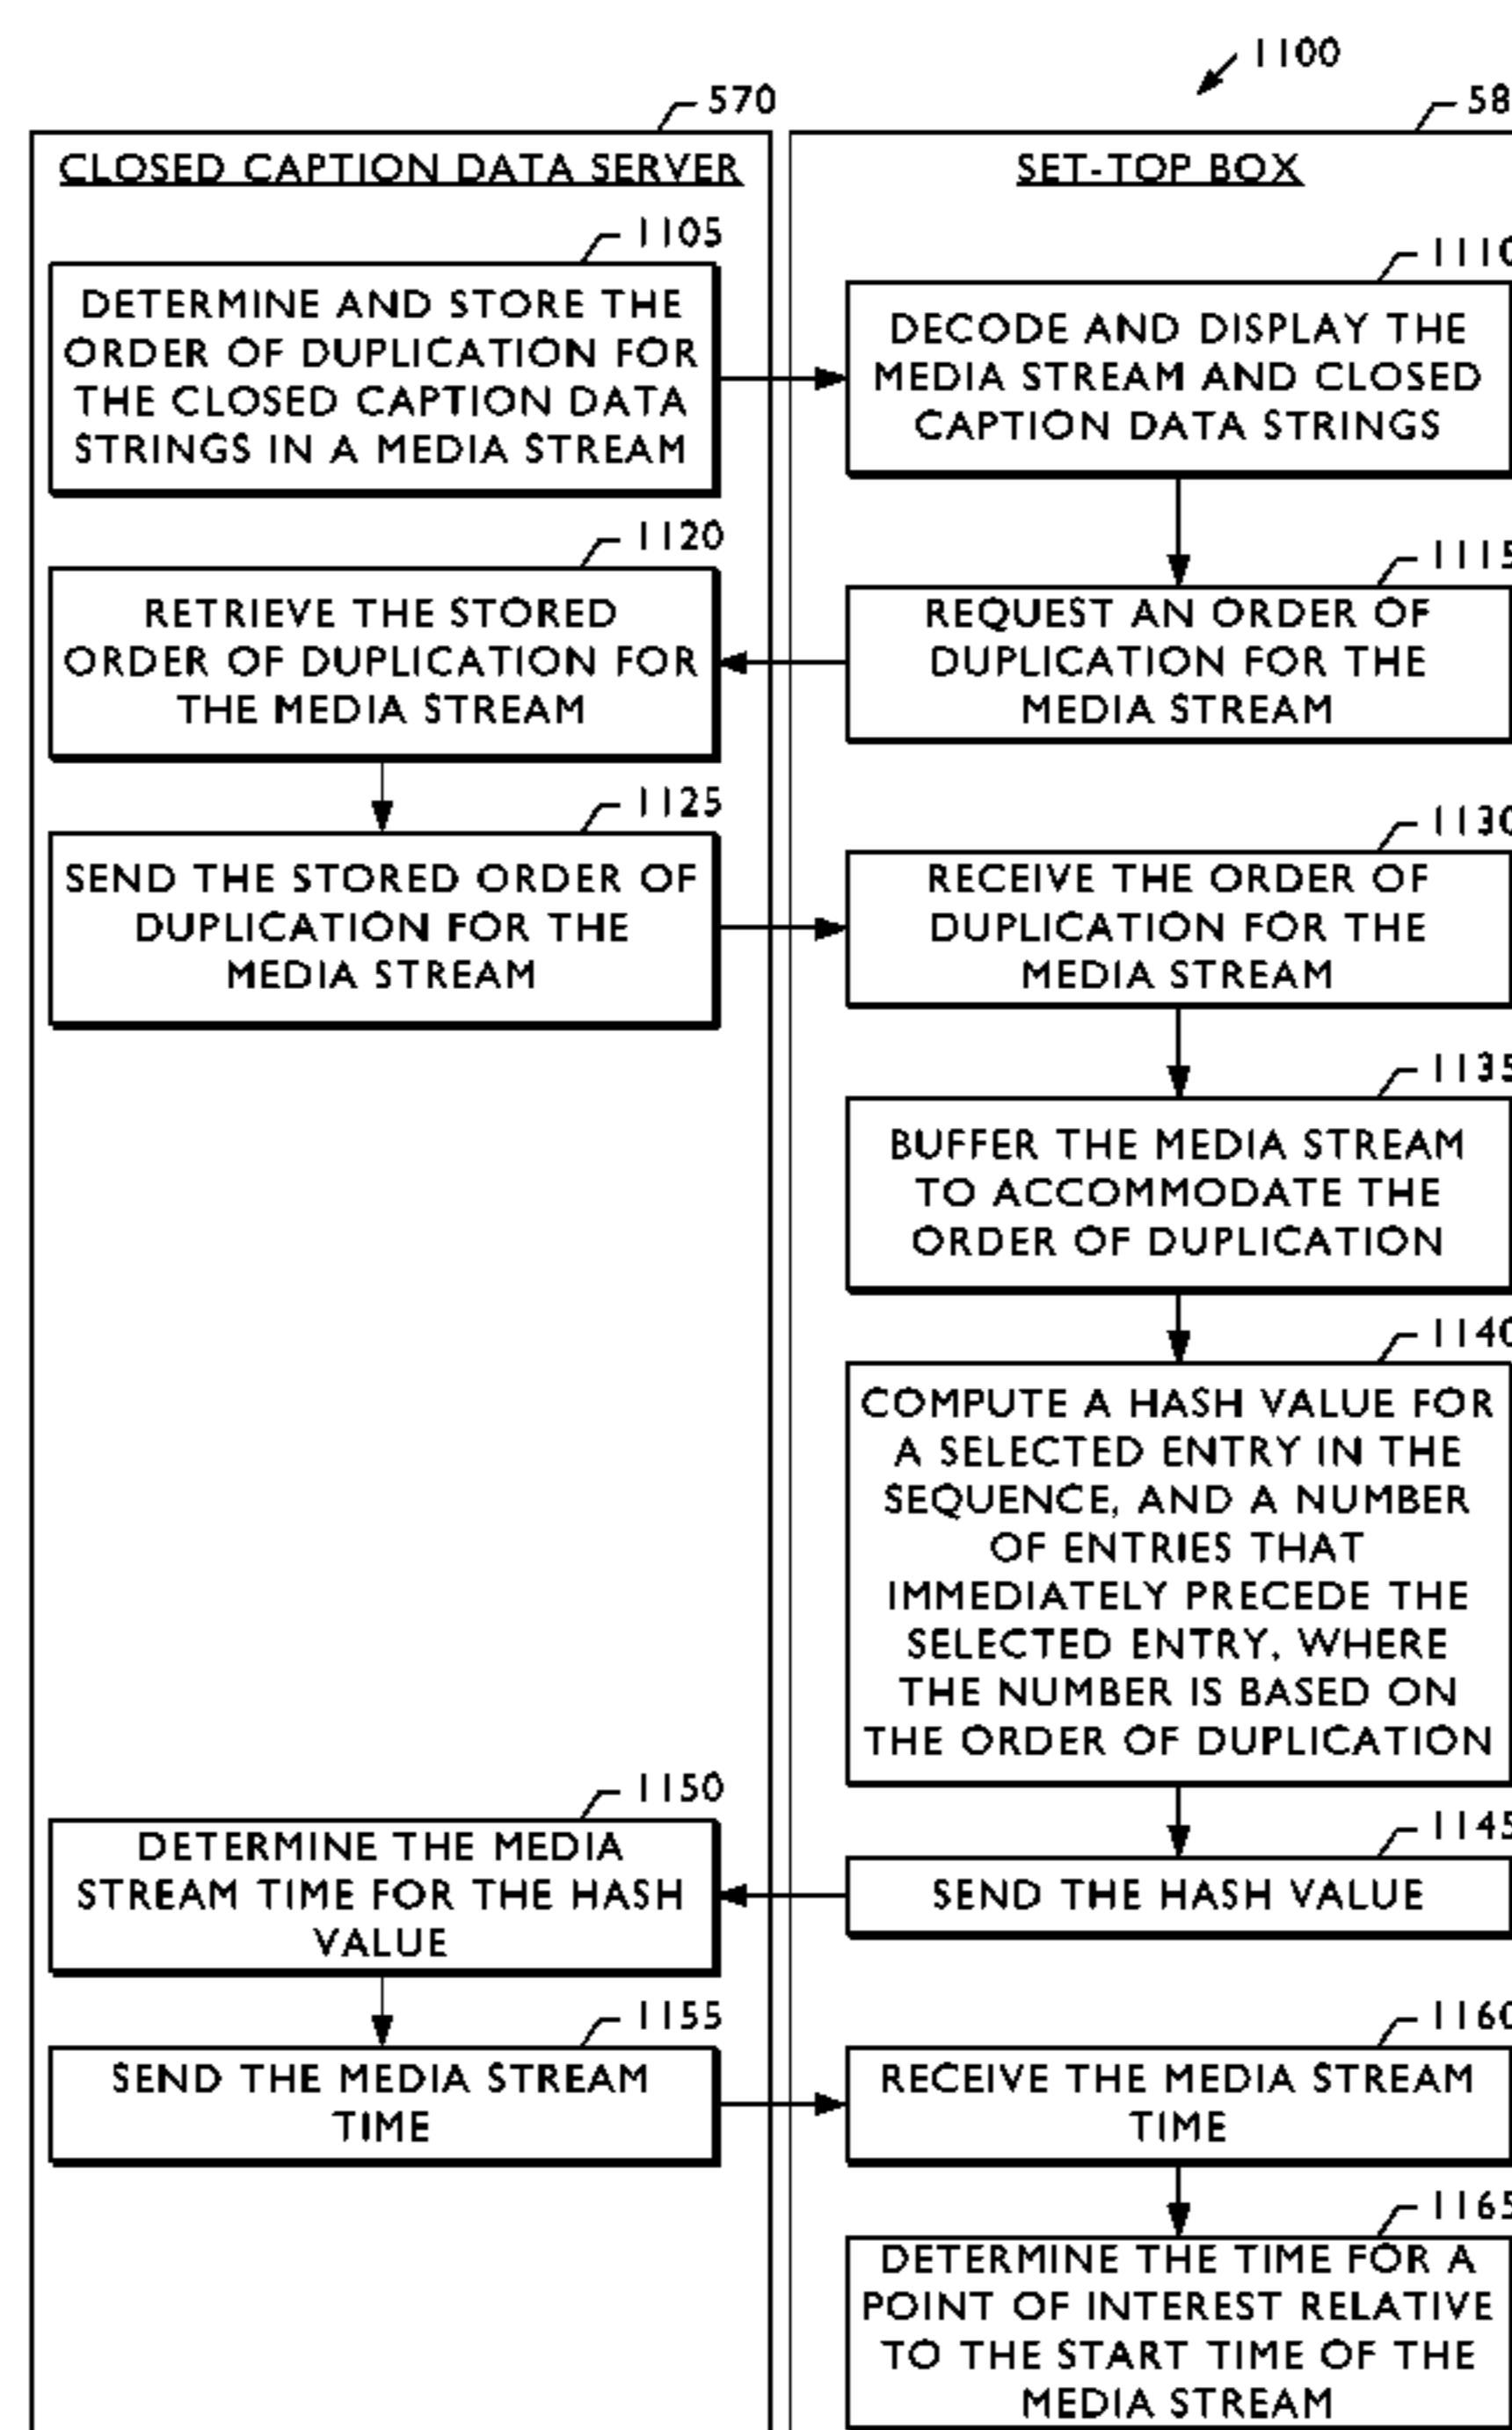 1100
570
58
CLOSED CAPTION DATA SERVER
SET-TOP BOX
1105
DETERMINE AND STORE THE
ORDER OF DUPLICATION FOR
THE CLOSED CAPTION DATA
STRINGS IN A MEDIA STREAM
1110
DECODE AND DISPLAY THE
MEDIA STREAM AND CLOSED
CAPTION DATA STRINGS
1115
REQUEST AN ORDER OF
DUPLICATION FOR THE
MEDIA STREAM
1120
RETRIEVE THE STORED
ORDER OF DUPLICATION FOR
THE MEDIA STREAM
1125
SEND THE STORED ORDER OF
DUPLICATION FOR THE
MEDIA STREAM
1130
RECEIVE THE ORDER OF
DUPLICATION FOR THE
MEDIA STREAM
1135
BUFFER THE MEDIA STREAM
TO ACCOMMODATE THE
ORDER OF DUPLICATION
1140
COMPUTE A HASH VALUE FOR
A SELECTED ENTRY IN THE
SEQUENCE, AND A NUMBER
OF ENTRIES THAT
IMMEDIATELY PRECEDE THE
SELECTED ENTRY, WHERE
THE NUMBER IS BASED ON
THE ORDER OF DUPLICATION
1145
SEND THE HASH VALUE
1150
DETERMINE THE MEDIA
STREAM TIME FOR THE HASH
VALUE
1155
SEND THE MEDIA STREAM
TIME
1160
RECEIVE THE MEDIA STREAM
TIME
1165
DETERMINE THE TIME FOR A
POINT OF INTEREST RELATIVE
TO THE START TIME OF THE
MEDIA STREAM